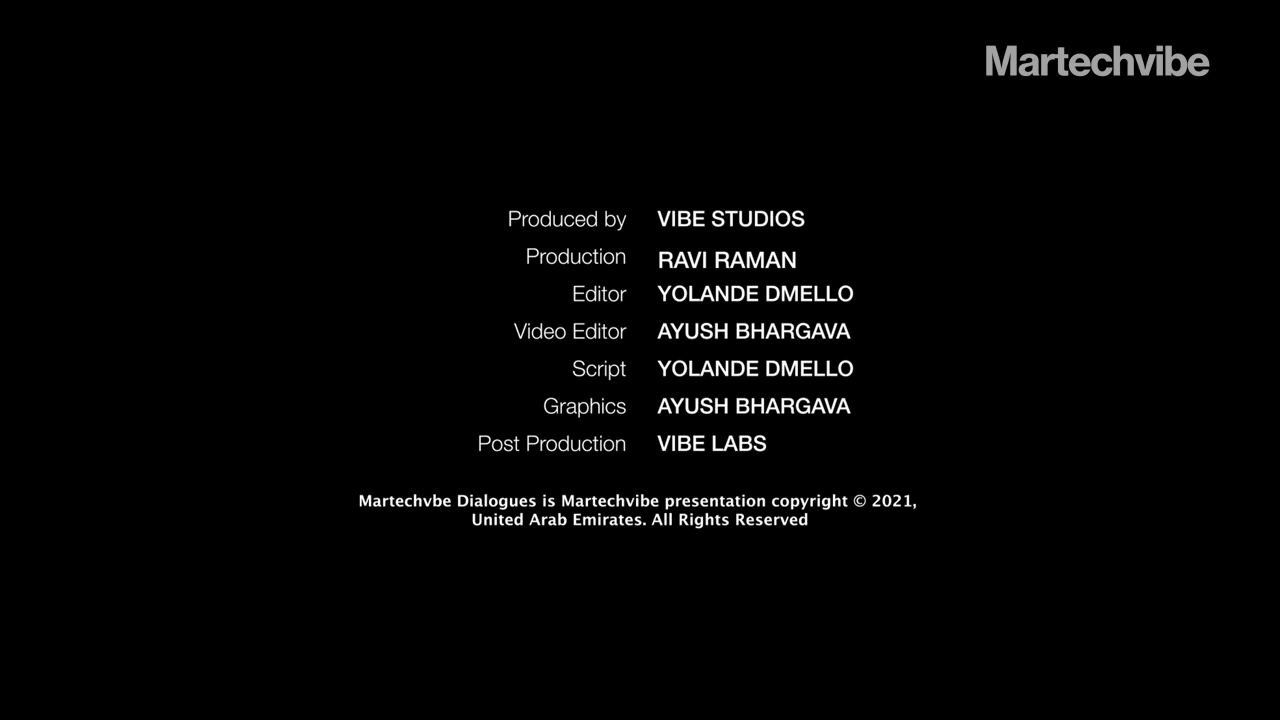 Martechvibe
Produced by VIBE STUDIOS
Production RAVI RAMAN
Editor YOLANDE DMELLO
Video Editor AYUSH BHARGAVA
Script YOLANDE DMELLO
Graphics AYUSH BHARGAVA
Post Production VIBE LABS
Martechvbe Dialogues is Martechvibe presentation copyright © 2021,
United Arab Emirates. All Rights Reserved